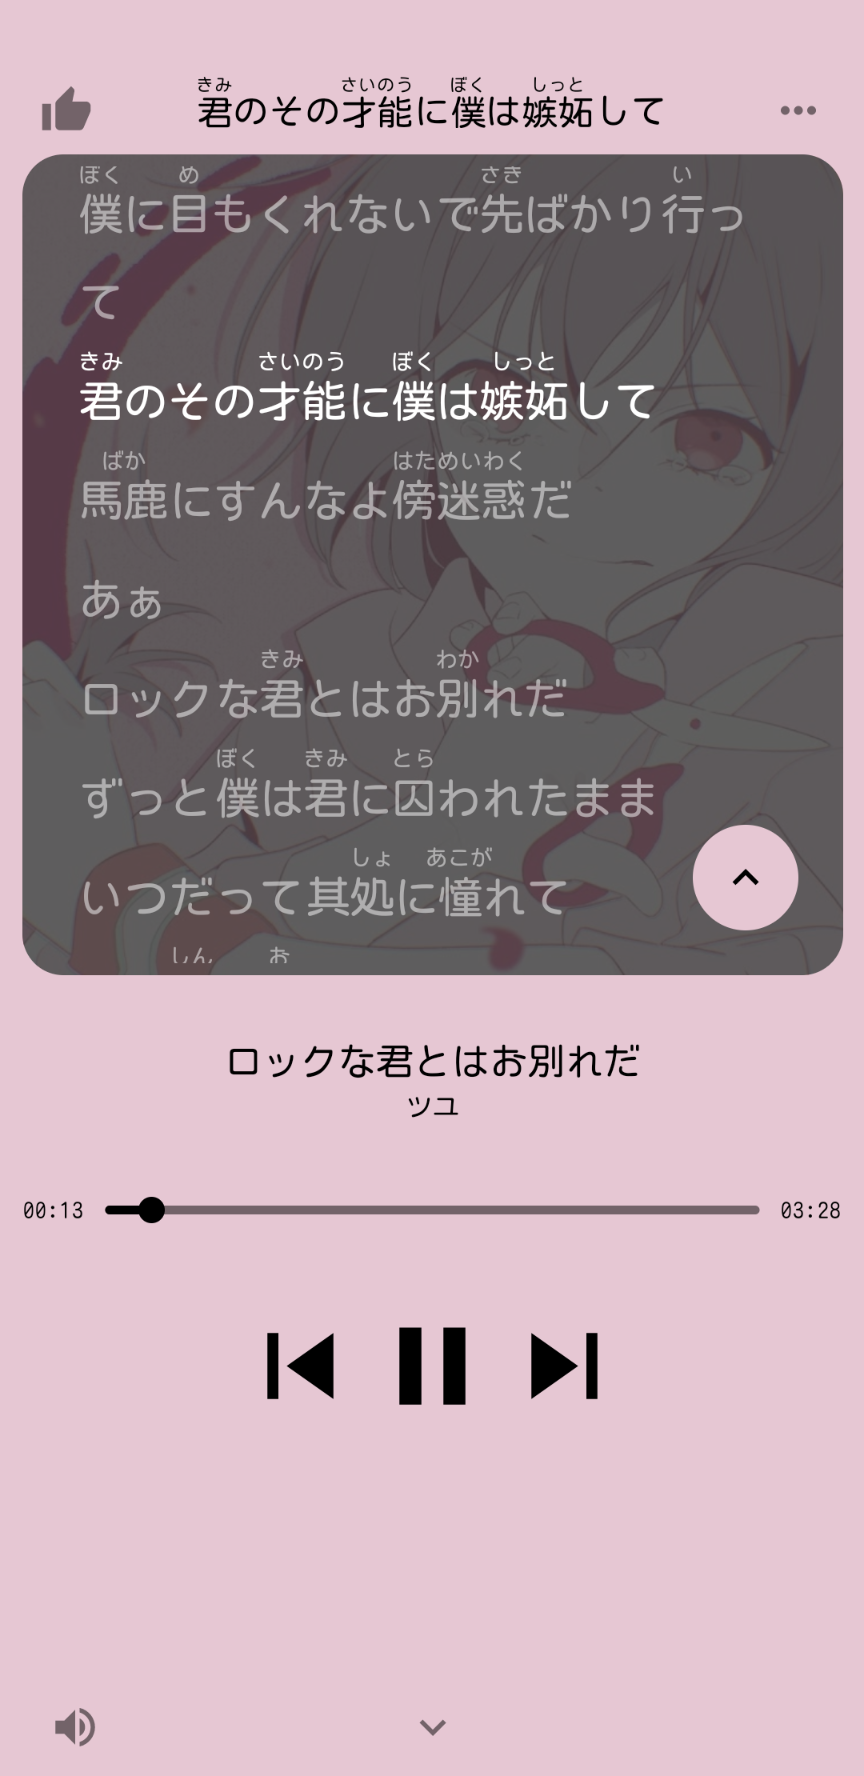 きみ さいのう ぼく しっと
君のその才能に僕は嫉妬して
ぼく め さき い
僕に目もくれないで先ばかり行っ
て
きみ さいのう ぼく しっと
君のその才能に僕は嫉妬して
ばか はためいわく
馬鹿にすんなよ傍迷惑だ
あぁ
きみ わか
ロックな君とはお別れだ
ぼく きみ とら
ずっと僕は君に囚われたまま
しょ あこが
いつだって其処に憧れて
しん お
ロックな君とはお別れだ
ツユ
00:13 03:28